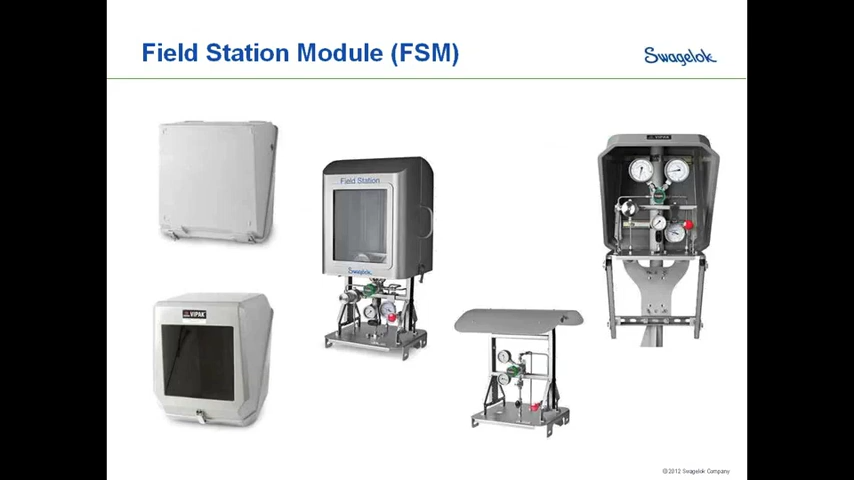 Field Station Module (FSM)
Swagelok
VIPAK
Field Station
Swagelok
VIPAK
© 2012 Swagelok Company